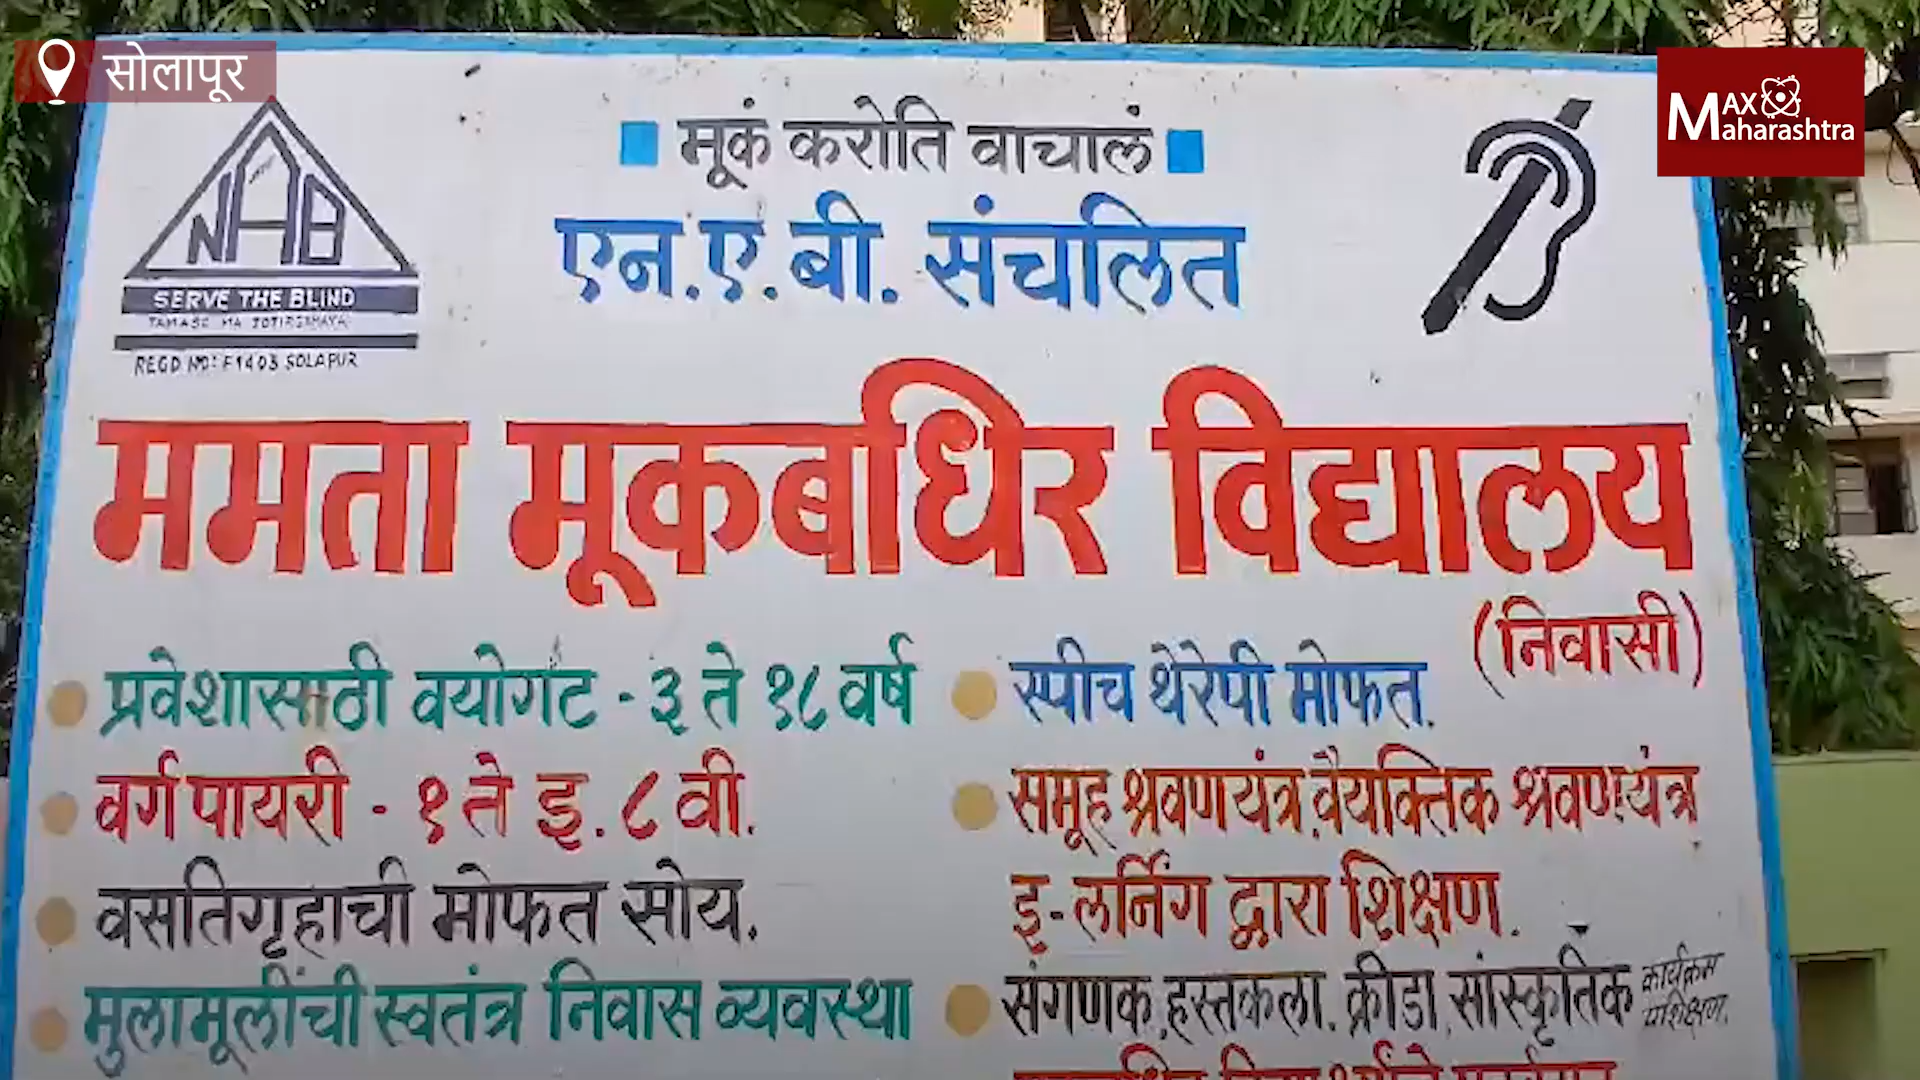 सोलापूर
MAX Maharashtra
मूकं करोति वाचालं
NAB
SERVE THE BLIND
REGD NO: F1403 SOLAPUR
एन.ए.बी. संचलित
ममता मूकबधिर विद्यालय
(निवासी)
प्रवेशासाठी वयोगट - ३ ते १८ वर्ष
वर्ग पायरी - १ ते इ. ८ वी.
वसतिगृहाची मोफत सोय.
मुलामूलींची स्वतंत्र निवास व्यवस्था
स्पीच थेरेपी मोफत.
समूह श्रवणयंत्र, वैयक्तिक श्रवणयंत्र,
इ-लर्निंग द्वारा शिक्षण.
संगणक, हस्तकला. क्रीडा, सांस्कृतिक कार्यक्रम